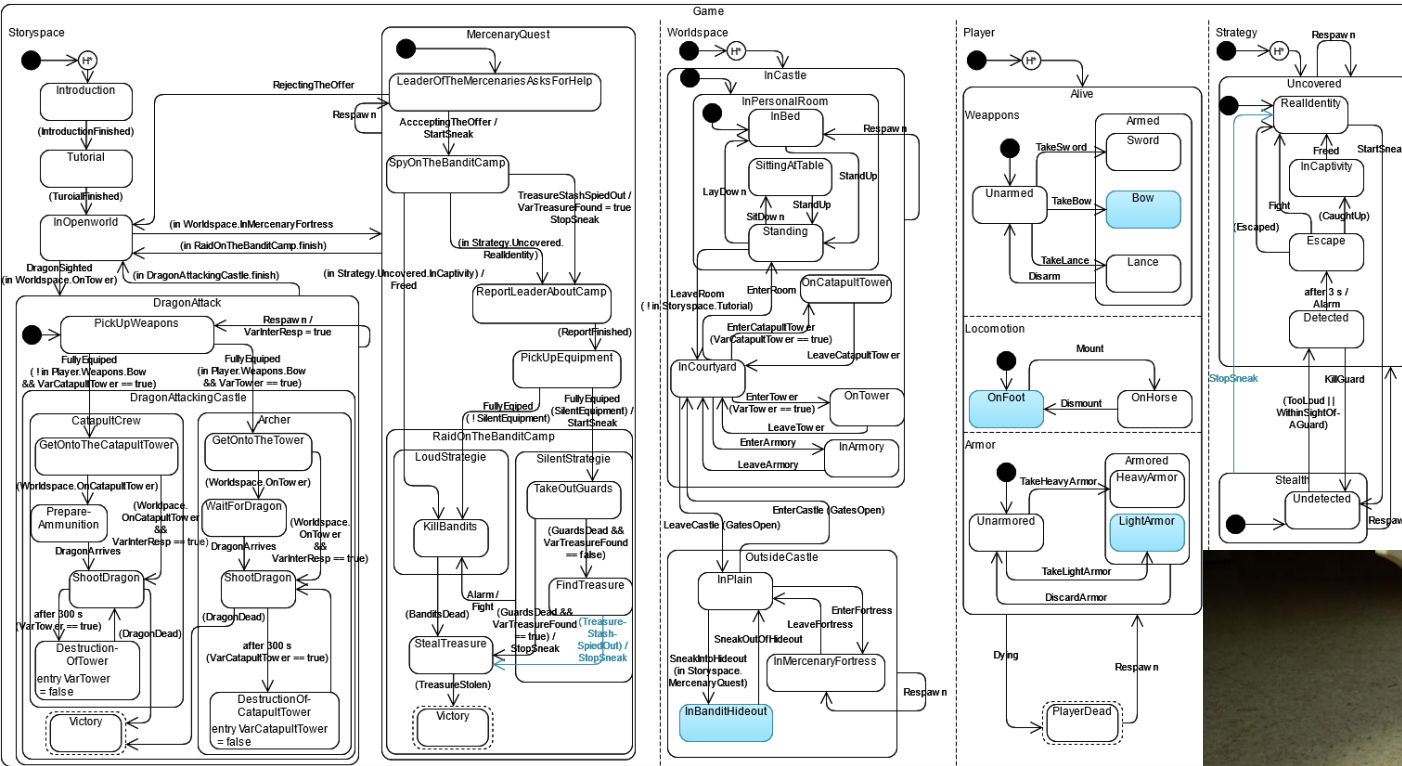 Game
Storyspace
H*
Introduction
(IntroductionFinished)
Tutorial
(TuroialFinished)
InOpenworld
RejectingTheOffer
(in Worldspace.InMercenaryFortress
(in RaidOnTheBanditCamp.finish)
DragonSighted
(in Worldspace.OnTower)
(in DragonAttackingCastle.finish)
DragonAttack
PickUpWeapons
Respawn /
VarInterResp = true
FullyEquiped
( ! in Player.Weapons.Bow
&& VarCatapultTower == true)
FullyEquiped
(in Player.Weapons.Bow
&& VarTower == true)
DragonAttackingCastle
CatapultCrew
GetOntoTheCatapultTower
(Worldspace.OnCatapultTower)
Prepare-
Ammunition
(Worldpace.
OnCatapultTower
&&
VarInterResp == true)
DragonArrives
ShootDragon
after 300 s
(VarTower == true)
(DragonDead)
Destruction-
OfTower
entry VarTower
= false
Victory
Archer
GetOntoTheTower
(Worldspace.OnTower)
WaitForDragon
(Worldspace.
OnTower
&&
VarInterResp == true)
DragonArrives
ShootDragon
(DragonDead)
after 300 s
(VarCatapultTower == true)
DestructionOf-
CatapultTower
entry VarCatapultTower
= false
MercenaryQuest
LeaderOfTheMercenariesAsksForHelp
Respawn
AccceptingTheOffer /
StartSneak
SpyOnTheBanditCamp
TreasureStashSpiedOut /
VarTreasureFound = true
StopSneak
(in Strategy.Uncovered.
RealIdentity)
(in Strategy.Uncovered.InCaptivity) /
Freed
ReportLeaderAboutCamp
(ReportFinished)
PickUpEquipment
FullyEqiped
( ! SilentEquipment)
FullyEquiped
(SilentEquipment) /
StartSneak
RaidOnTheBanditCamp
LoudStrategie
KillBandits
SilentStrategie
TakeOutGuards
(GuardsDead &&
VarTreasureFound
== false)
FindTreasure
Alarm /
Fight
(BanditsDead)
(GuardsDead &&
VarTreasureFound
== true) /
StopSneak
(Treasure-
Stash-
SpiedOut) /
StopSneak
StealTreasure
(TreasureStolen)
Victory
Worldspace
H*
InCastle
InPersonalRoom
InBed
Respawn
SittingAtTable
StandUp
LayDown
StandUp
SitDown
Standing
LeaveRoom
( ! in Storyspace.Tutorial)
EnterRoom
OnCatapultTower
EnterCatapultTower
(VarCatapultTower == true)
LeaveCatapultTower
InCourtyard
EnterTower
(VarTower == true)
OnTower
LeaveTower
EnterArmory
InArmory
LeaveArmory
LeaveCastle (GatesOpen)
EnterCastle (GatesOpen)
OutsideCastle
InPlain
EnterFortress
LeaveFortress
SneakOutOfHideout
SneakIntoHideout
(in Storyspace.
MercenaryQuest)
InMercenaryFortress
Respawn
InBanditHideout
Player
H*
Alive
Weappons
Armed
Sword
TakeSword
Unarmed
TakeBow
Bow
TakeLance
Lance
Disarm
Locomotion
Mount
OnFoot
Dismount
OnHorse
Armor
Armored
TakeHeavyArmor
HeavyArmor
Unarmored
LightArmor
TakeLightArmor
DiscardArmor
Dying
Respawn
PlayerDead
Strategy
H*
Respawn
Uncovered
RealIdentity
StartSneak
Freed
InCaptivity
Fight
(CaughtUp)
(Escaped)
Escape
after 3 s /
Alarm
Detected
StopSneak
KillGuard
(TooLoud ||
WithinSightOf-
AGuard)
Stealth
Undetected
Respawn